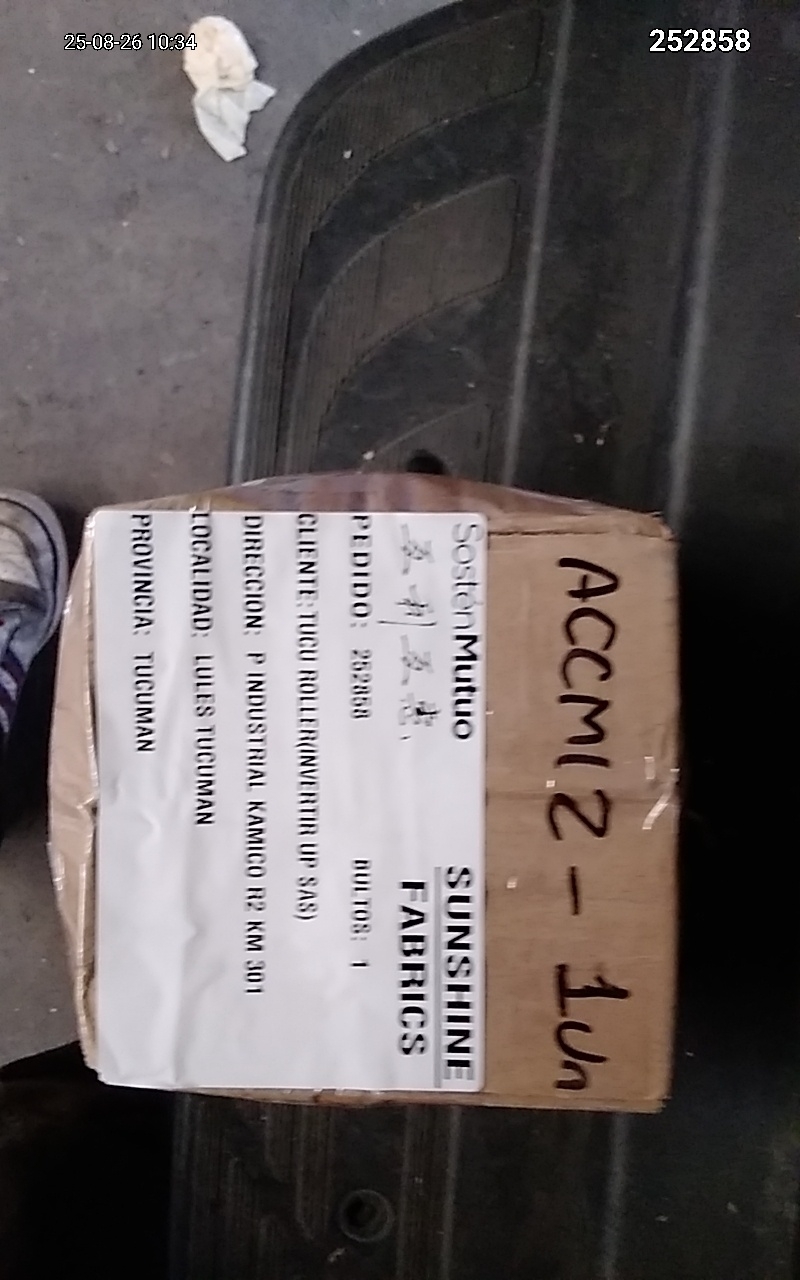 25-08-26 10:34
252858
ACCM12 - 1Un
SosténMutuo
SUNSHINE
FABRICS
PEDIDO: 252858 BULTOS: 1
CLIENTE: TUCU ROLLER(INVERTIR UP SAS)
DIRECCION: P INDUSTRIAL KAMICO R2 KM 301
LOCALIDAD: LULES TUCUMAN
PROVINCIA: TUCUMAN